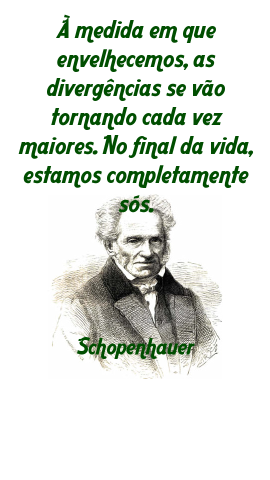 À medida em que
envelhecemos, as
divergências se vão
tornando cada vez
maiores. No final da vida,
estamos completamente
sós.
Schopenhauer